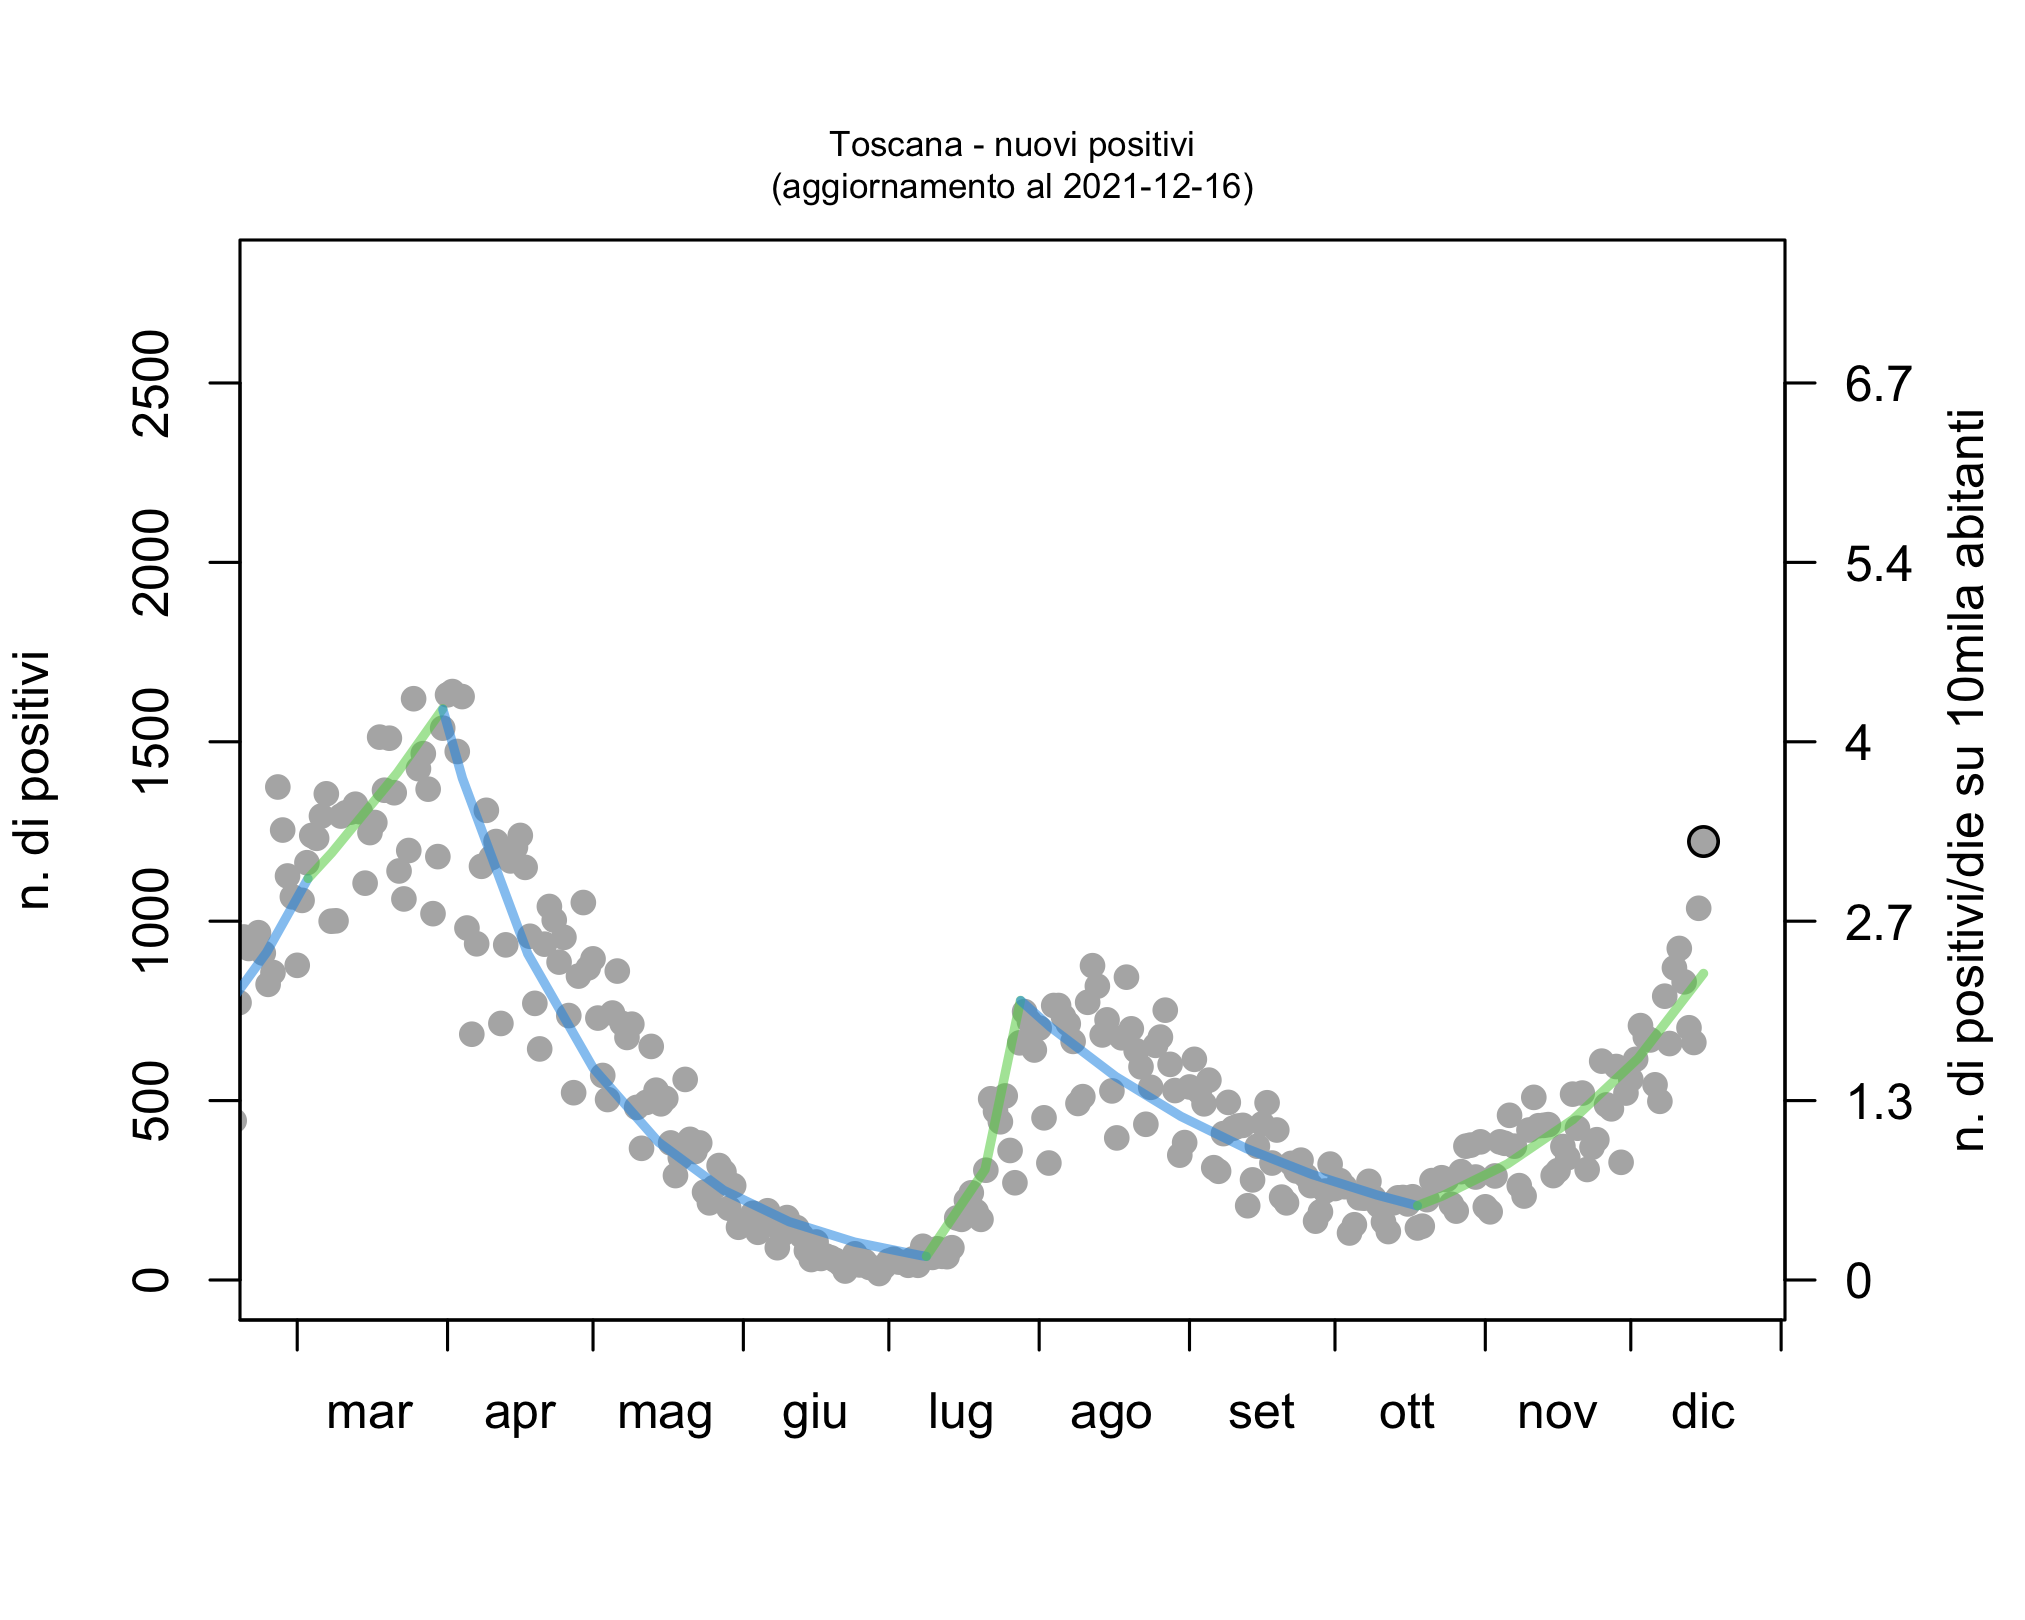 Toscana - nuovi positivi
(aggiornamento al 2021-12-16)
n. di positivi
2500
2000
1500
1000
500
0
6.7
5.4
4
2.7
1.3
0
n. di positivi/die su 10mila abitanti
mar apr mag giu lug ago set ott nov dic